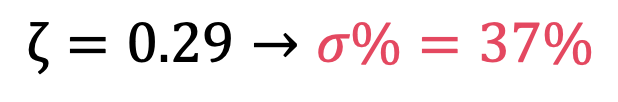 ζ = 0.29 → σ% = 37%